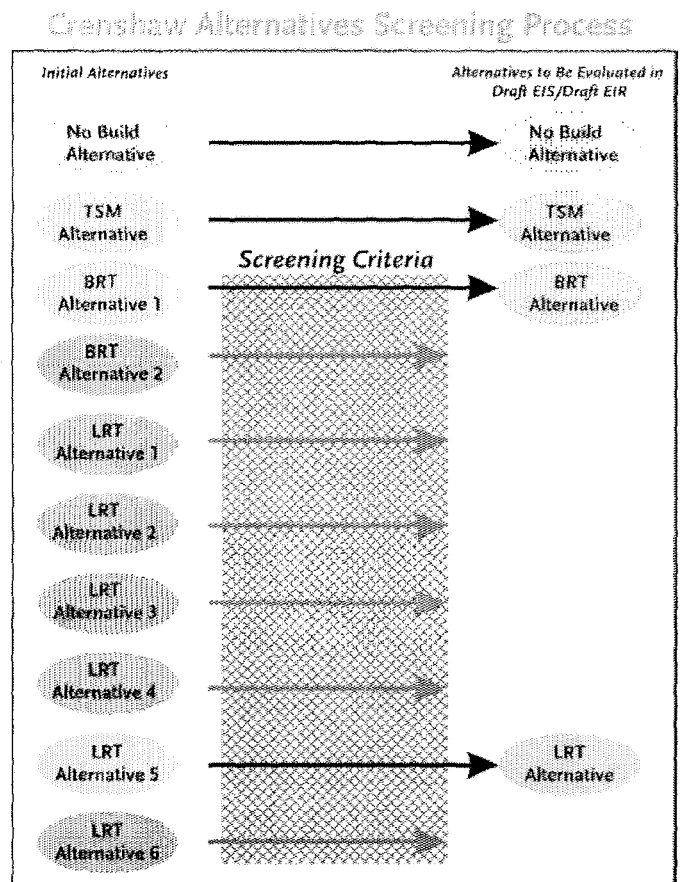 Crenshaw Alternatives Screening Process
Initial Alternatives
Alternatives to Be Evaluated in
Draft EIS/Draft EIR
No Build
Alternative
No Build
Alternative
TSM
Alternative
TSM
Alternative
Screening Criteria
BRT
Alternative 1
BRT
Alternative
BRT
Alternative 2
LRT
Alternative 1
LRT
Alternative 2
LRT
Alternative 3
LRT
Alternative 4
LRT
Alternative 5
LRT
Alternative
LRT
Alternative 6